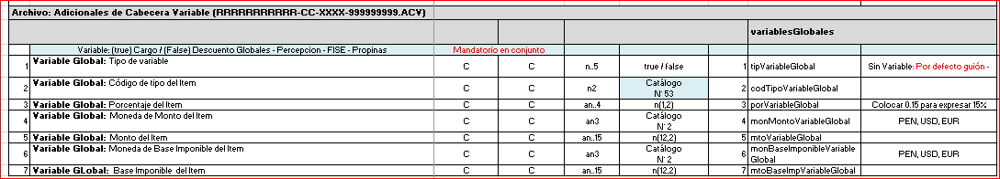 Archivo: Adicionales de Cabecera Variable (RRRRRRRRRRR-CC-XXXX-999999999.ACV)
variablesGlobales
Variable: (true) Cargo / (False) Descuento Globales - Percepcion - FISE - Propinas Mandatorio en conjunto
1 Variable Global: Tipo de variable C C n..5 true / false 1 tipVariableGlobal Sin Variable: Por defecto guión -
2 Variable Global: Código de tipo del Item C C n2 Catálogo N° 53 2 codTipoVariableGlobal
3 Variable Global: Porcentaje del Item C C an..4 n(1,2) 3 porVariableGlobal Colocar 0.15 para expresar 15%
4 Variable Global: Moneda de Monto del Item C C an3 Catálogo N° 2 4 monMontoVariableGlobal PEN, USD, EUR
5 Variable Global: Monto del Item C C an..15 n(12,2) 5 mtoVariableGlobal
6 Variable Global: Moneda de Base Imponible del Item C C an3 Catálogo N° 2 6 monBaseImponibleVariable Global PEN, USD, EUR
7 Variable GLobal: Base Imponible del Item C C an..15 n(12,2) 7 mtoBaseImpVariableGlobal